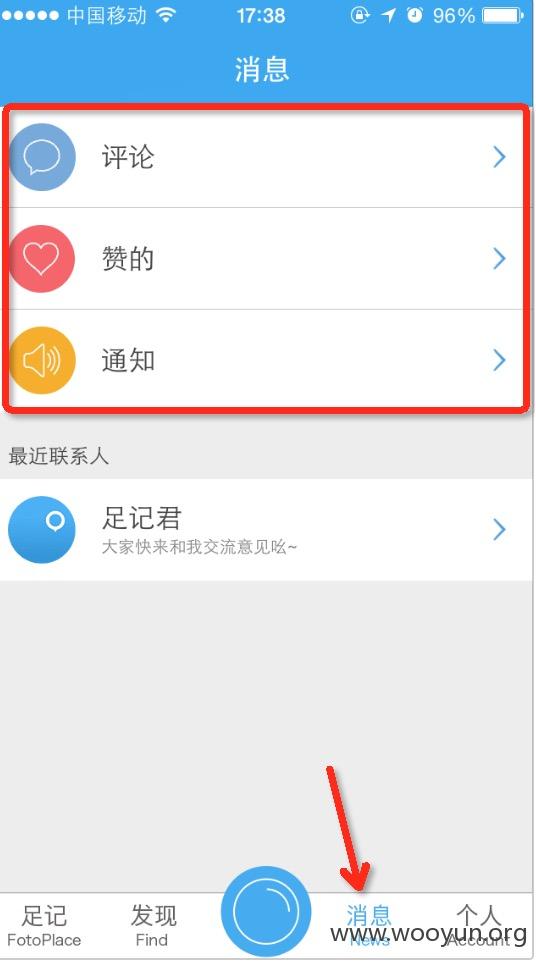 中国移动 17:38 96%
消息
评论
赞的
通知
最近联系人
足记君
大家快来和我交流意见吆~
足记 发现 消息 个人
FotoPlace Find News Account
www.wooyun.org